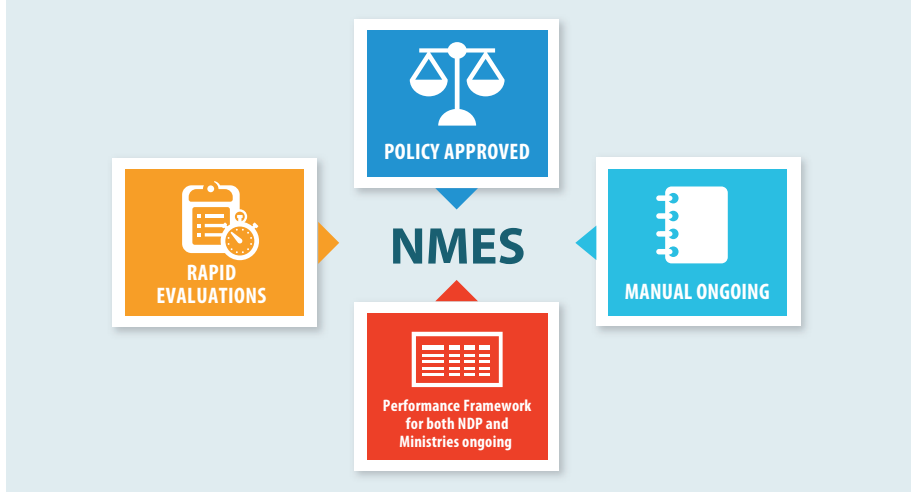 POLICY APPROVED
RAPID
EVALUATIONS
NMES
MANUAL ONGOING
Performance Framework
for both NDP and
Ministries ongoing